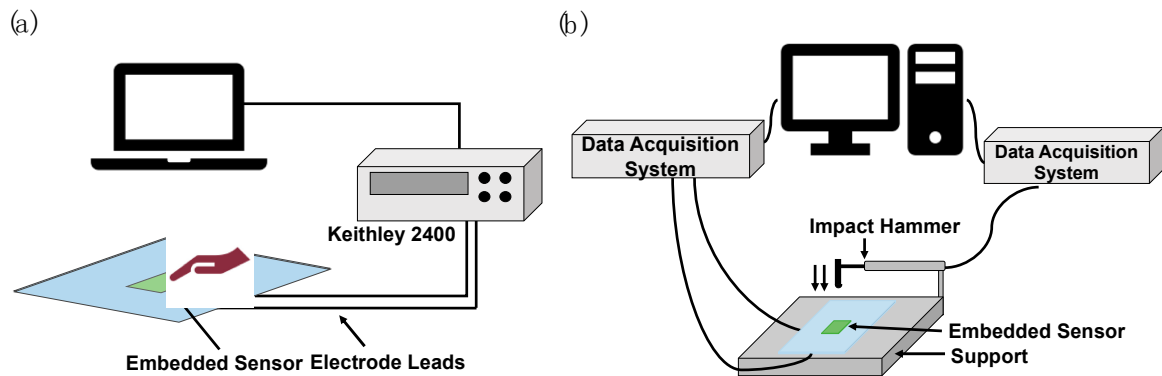 (a)
Keithley 2400
Embedded Sensor
Electrode Leads
(b)
Data Acquisition
System
Data Acquisition
System
Impact Hammer
Embedded Sensor
Support